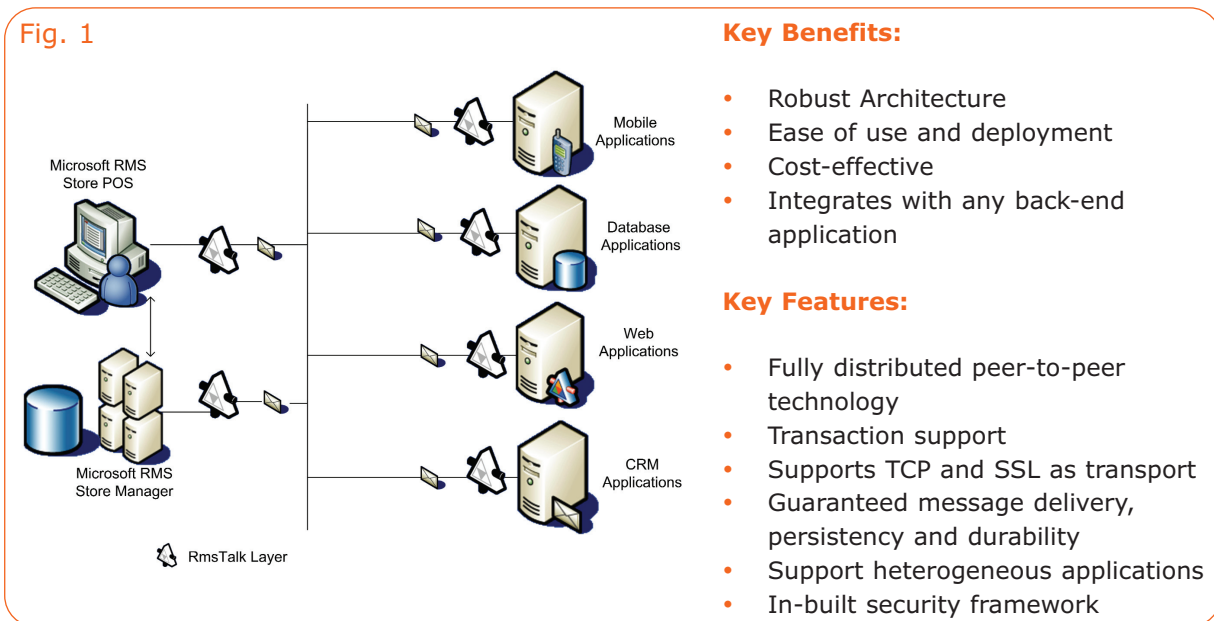 Fig. 1
Microsoft RMS
Store POS
Microsoft RMS
Store Manager
RmsTalk Layer
Mobile
Applications
Database
Applications
Web
Applications
CRM
Applications
Key Benefits:
• Robust Architecture
• Ease of use and deployment
• Cost-effective
• Integrates with any back-end
application
Key Features:
• Fully distributed peer-to-peer
technology
• Transaction support
• Supports TCP and SSL as transport
• Guaranteed message delivery,
persistency and durability
• Support heterogeneous applications
• In-built security framework